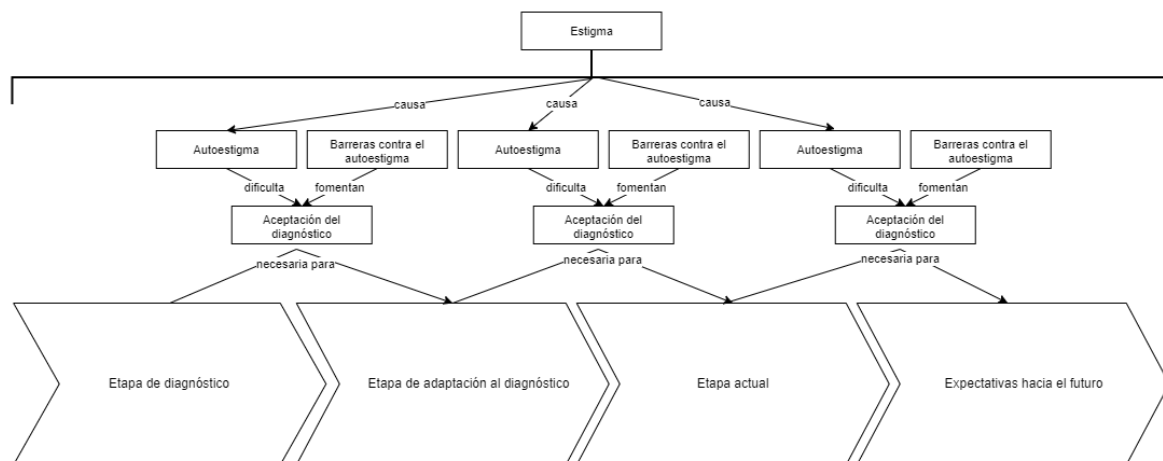 Estigma
causa
causa
causa
Autoestigma
Barreras contra el
autoestigma
Autoestigma
Barreras contra el
autoestigma
Autoestigma
Barreras contra el
autoestigma
dificulta
fomentan
dificulta
fomentan
dificulta
fomentan
Aceptación del
diagnóstico
Aceptación del
diagnóstico
Aceptación del
diagnóstico
necesaria para
necesaria para
necesaria para
Etapa de diagnóstico
Etapa de adaptación al diagnóstico
Etapa actual
Expectativas hacia el futuro